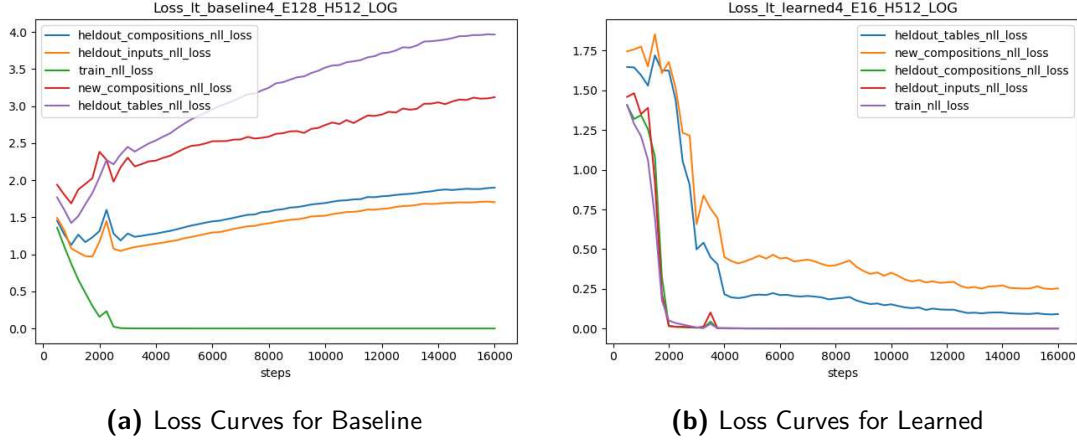 Loss_lt_baseline4_E128_H512_LOG
heldout_compositions_nll_loss
heldout_inputs_nll_loss
train_nll_loss
new_compositions_nll_loss
heldout_tables_nll_loss
4.0
3.5
3.0
2.5
2.0
1.5
1.0
0.5
0.0
0 2000 4000 6000 8000 10000 12000 14000 16000
steps
(a) Loss Curves for Baseline
Loss_lt_learned4_E16_H512_LOG
heldout_tables_nll_loss
new_compositions_nll_loss
heldout_compositions_nll_loss
heldout_inputs_nll_loss
train_nll_loss
1.75
1.50
1.25
1.00
0.75
0.50
0.25
0.00
0 2000 4000 6000 8000 10000 12000 14000 16000
steps
(b) Loss Curves for Learned